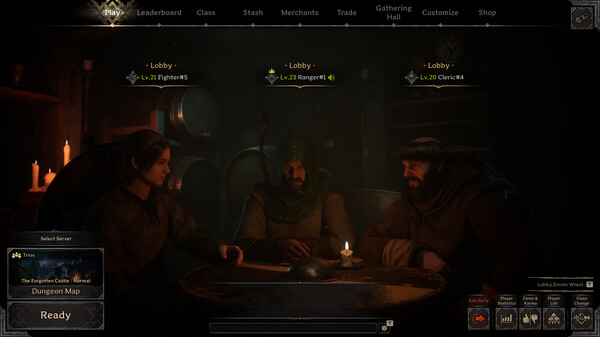 Play
Leaderboard
Class
Stash
Merchants
Trade
Gathering
Hall
Customize
Shop
- Lobby -
Lv.21 Fighter#5
- Lobby -
Lv.23 Ranger#1
- Lobby -
Lv.20 Cleric#4
Select Server
Trios
The Forgotten Castle - Normal
Dungeon Map
Ready
Lobby Emote Wheel
Exit Party
Player
Statistics
Fame &
Karma
Player
List
Class
Change